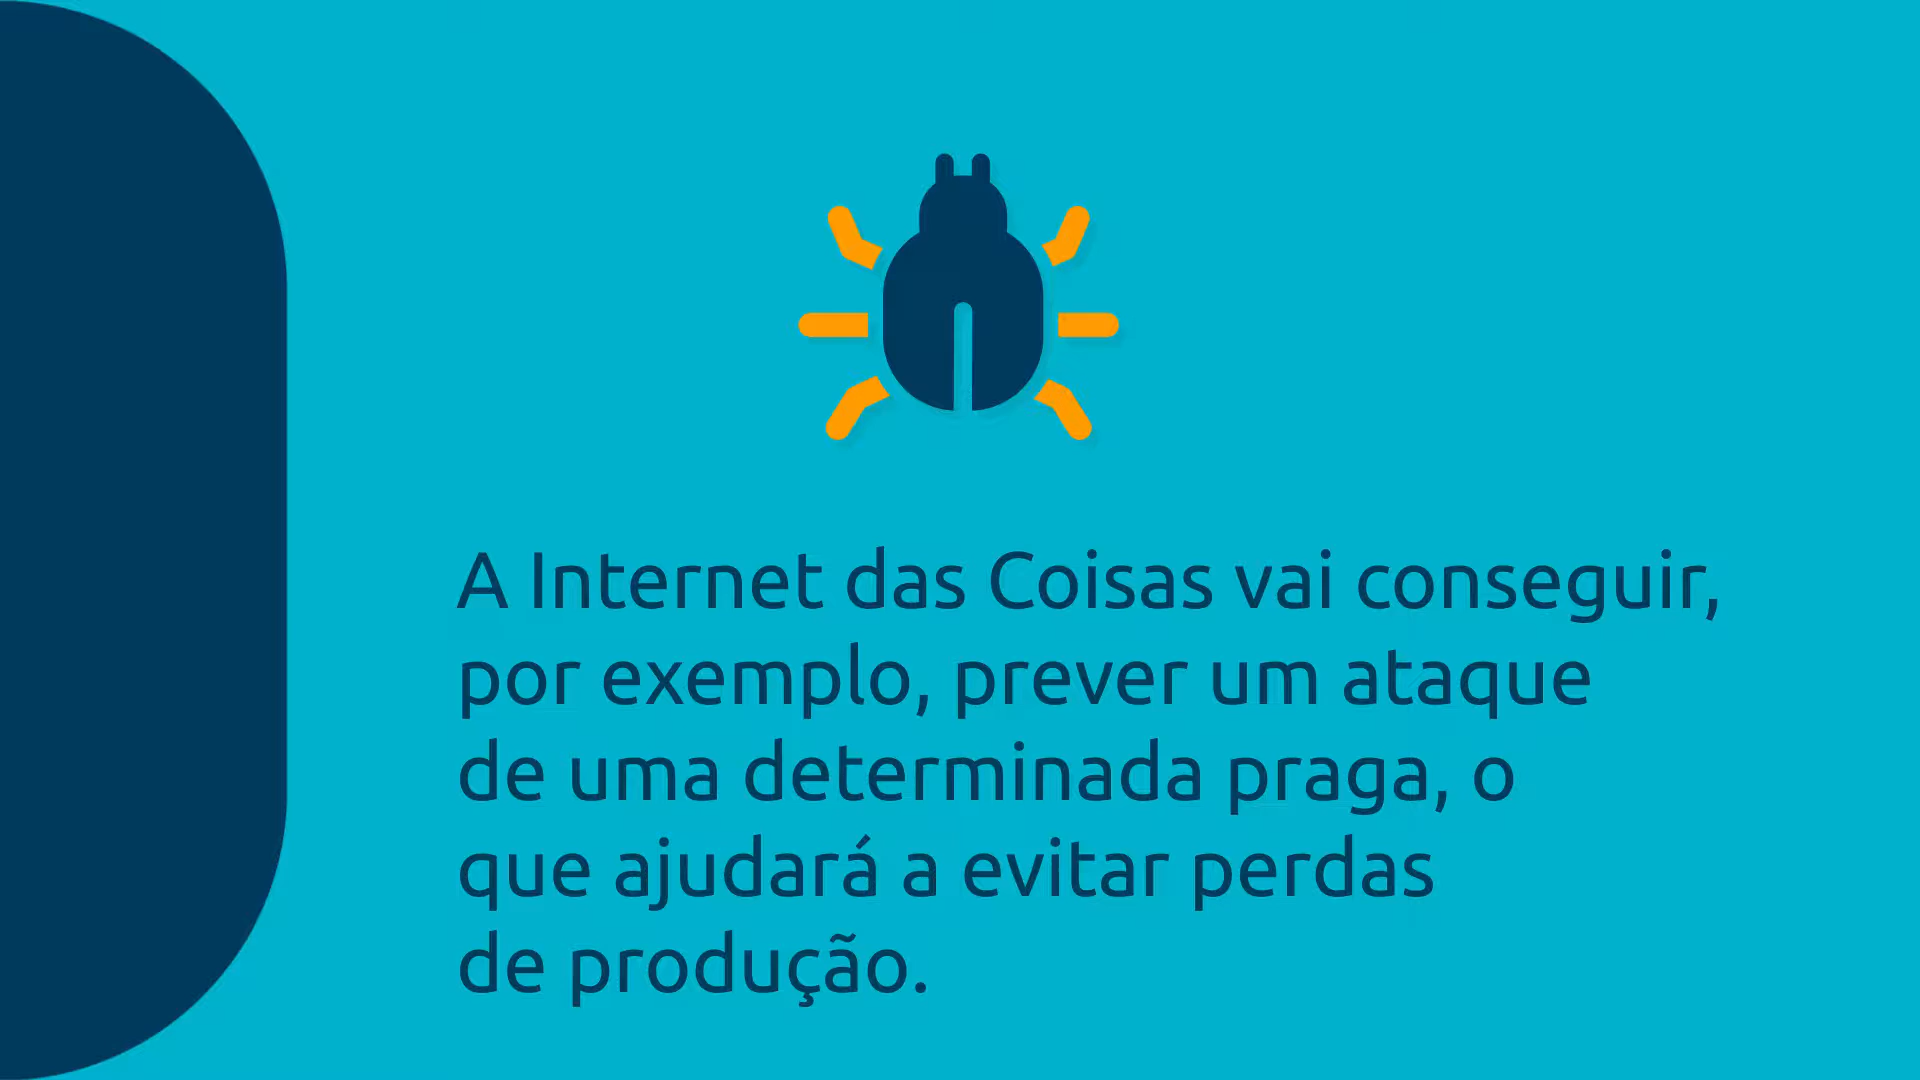 A Internet das Coisas vai conseguir,
por exemplo, prever um ataque
de uma determinada praga, o
que ajudará a evitar perdas
de produção.